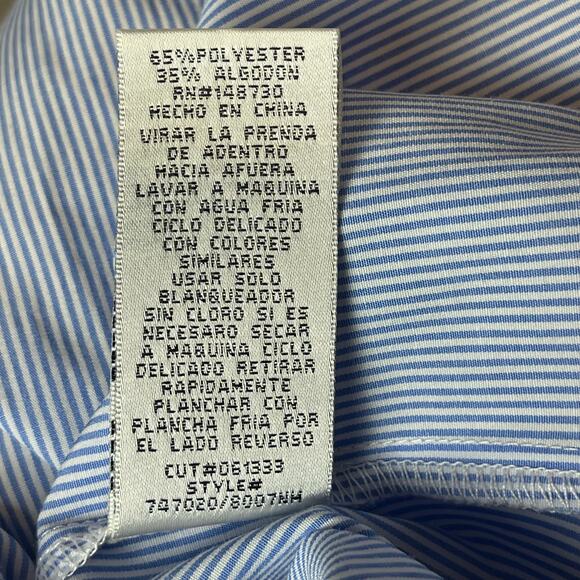 65%POLYESTER
35% ALGODON
RN#148730
HECHO EN CHINA
VIRAR LA PRENDA
DE ADENTRO
HACIA AFUERA
LAVAR A MAQUINA
CON AGUA FRIA
CICLO DELICADO
CON COLORES
SIMILARES
USAR SOLO
BLANQUEADOR
SIN CLORO SI ES
NECESARO SECAR
A MAQUINA CICLO
DELICADO RETIRAR
RAPIDAMENTE
PLANCHAR CON
PLANCHA FRIA POR
EL LADO REVERSO
CUT#061333
STYLE#
747020/8007NH